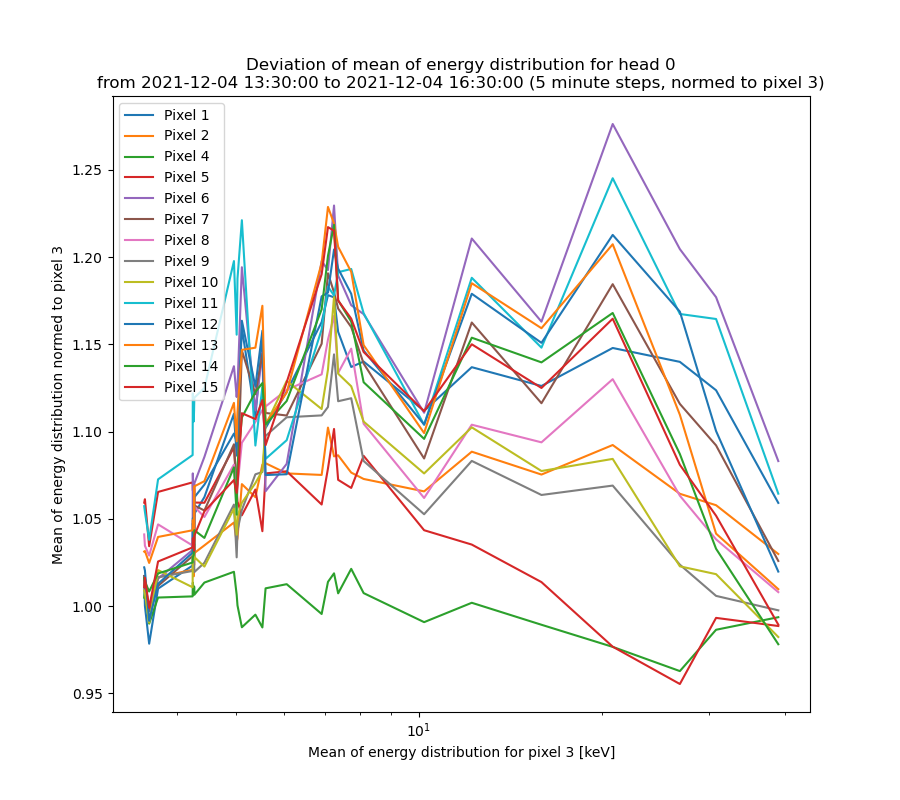 Deviation of mean of energy distribution for head 0
from 2021-12-04 13:30:00 to 2021-12-04 16:30:00 (5 minute steps, normed to pixel 3)
Pixel 1
Pixel 2
Pixel 4
Pixel 5
Pixel 6
Pixel 7
Pixel 8
Pixel 9
Pixel 10
Pixel 11
Pixel 12
Pixel 13
Pixel 14
Pixel 15
Mean of energy distribution normed to pixel 3
1.25
1.20
1.15
1.10
1.05
1.00
0.95
10¹
Mean of energy distribution for pixel 3 [keV]